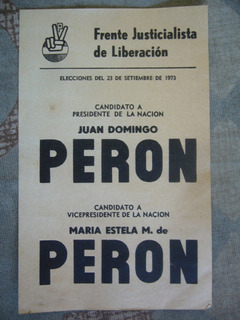 Frente Justicialista
de Liberación
ELECCIONES DEL 23 DE SETIEMBRE DE 1973
CANDIDATO A
PRESIDENTE DE LA NACION
JUAN DOMINGO
PERON
CANDIDATO A
VICEPRESIDENTE DE LA NACION
MARIA ESTELA M. de
PERON